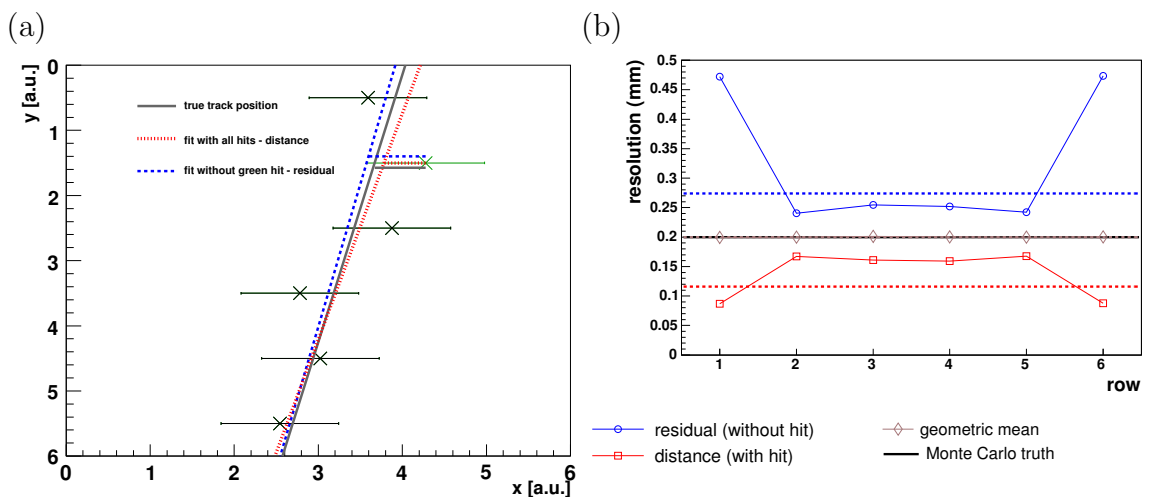 (a)
y [a.u.]
0
1
2
3
4
5
6
true track position
fit with all hits - distance
fit without green hit - residual
0
1
2
3
4
5
6
x [a.u.]
(b)
resolution (mm)
0.5
0.45
0.4
0.35
0.3
0.25
0.2
0.15
0.1
0.05
0
1
2
3
4
5
6
row
residual (without hit)
distance (with hit)
geometric mean
Monte Carlo truth